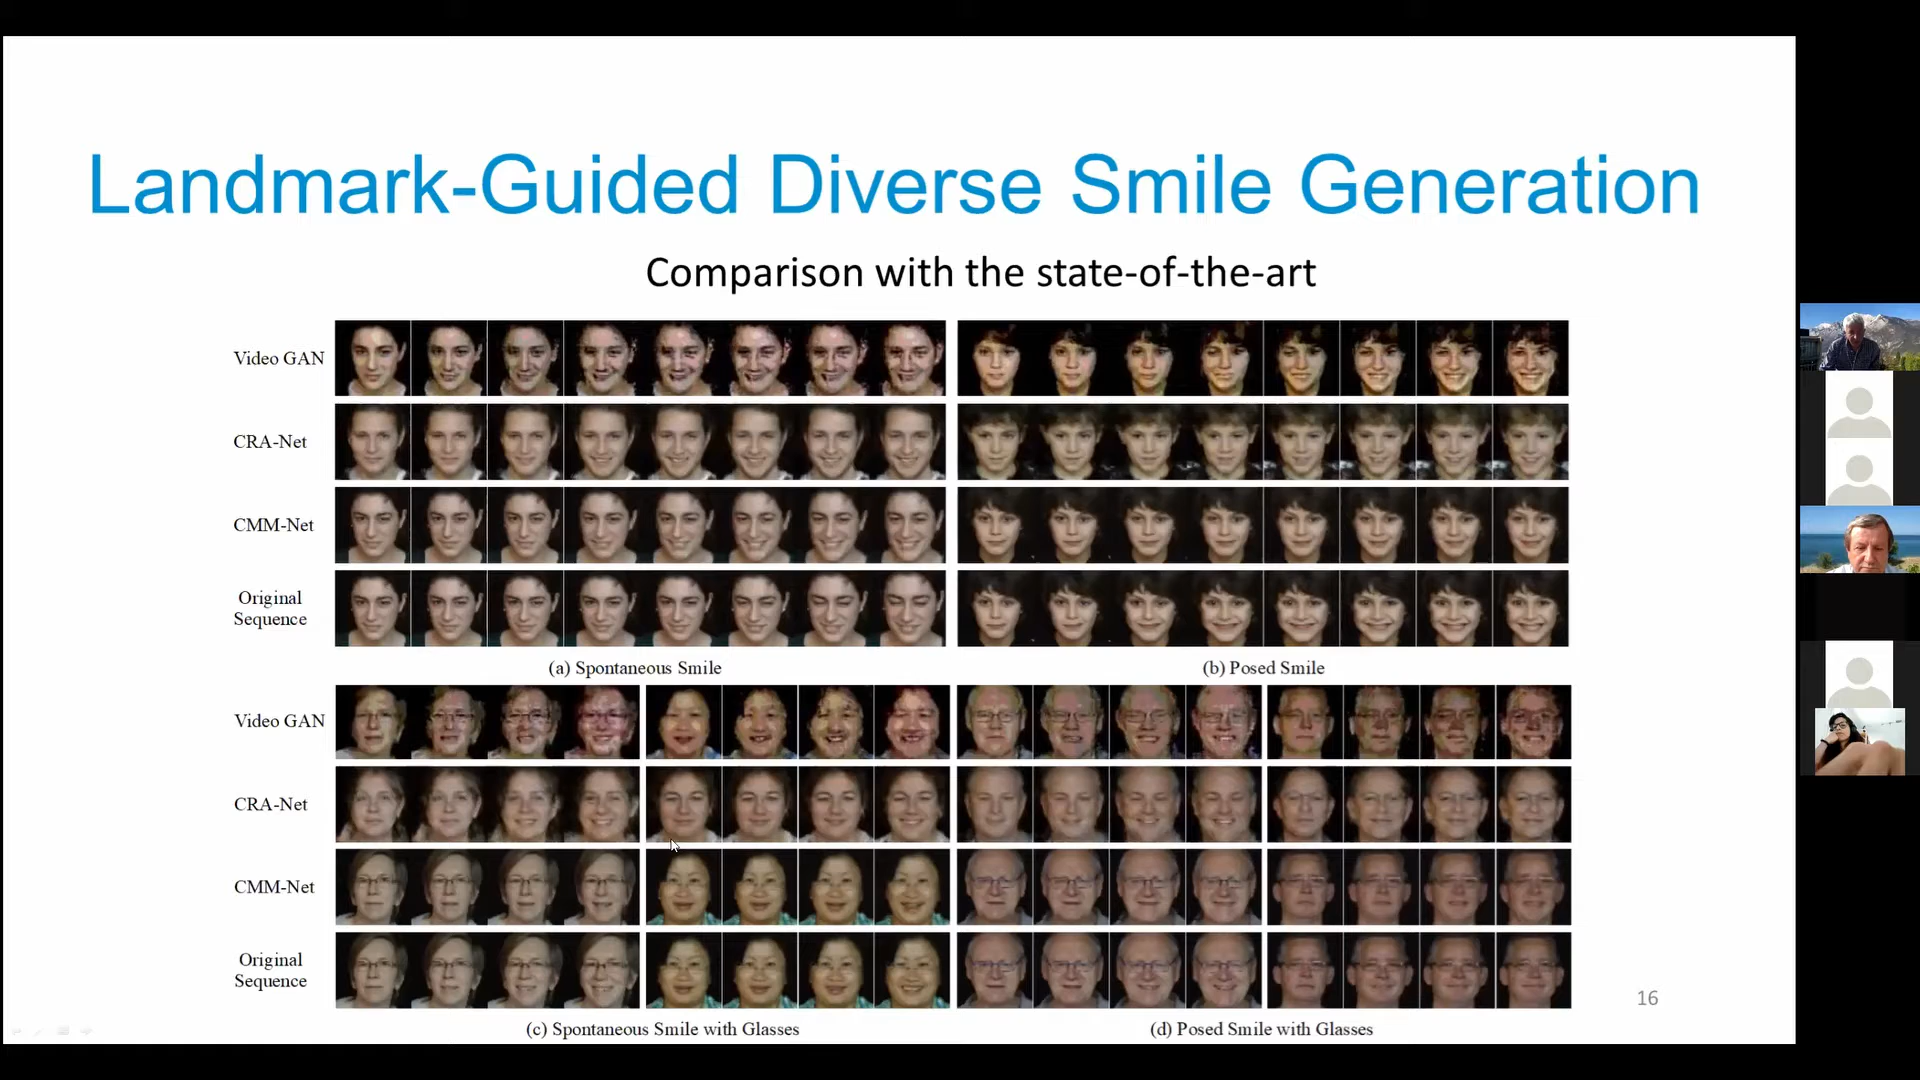 Landmark-Guided Diverse Smile Generation
Comparison with the state-of-the-art
Video GAN
CRA-Net
CMM-Net
Original
Sequence
(a) Spontaneous Smile
(b) Posed Smile
Video GAN
CRA-Net
CMM-Net
Original
Sequence
(c) Spontaneous Smile with Glasses
(d) Posed Smile with Glasses
16